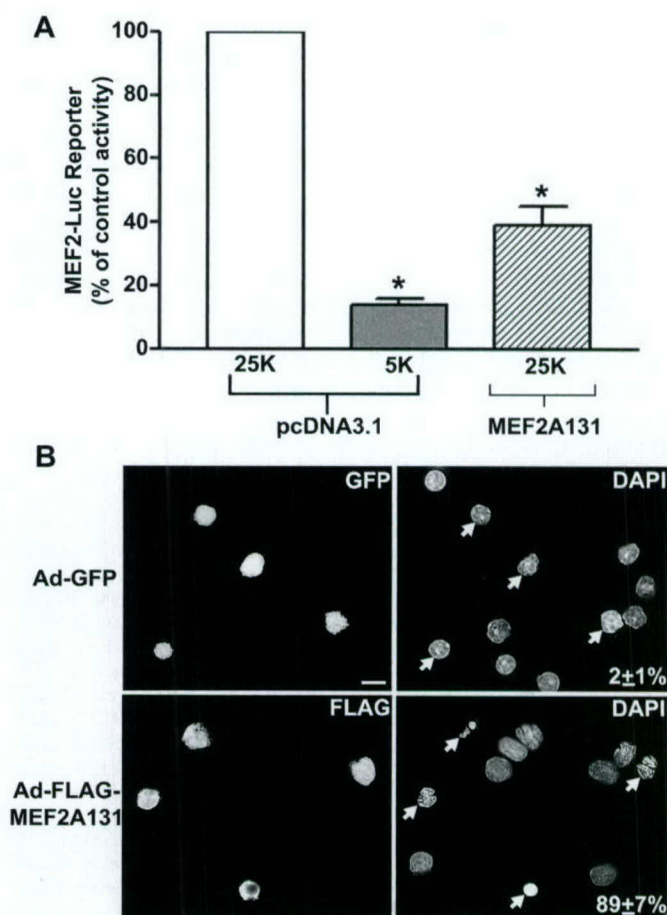 A
MEF2-Luc Reporter
(% of control activity)
100
80
60
40
20
0
*
*
25K
5K
25K
pcDNA3.1
MEF2A131
B
GFP
DAPI
Ad-GFP
2±1%
FLAG
DAPI
Ad-FLAG-
MEF2A131
89±7%